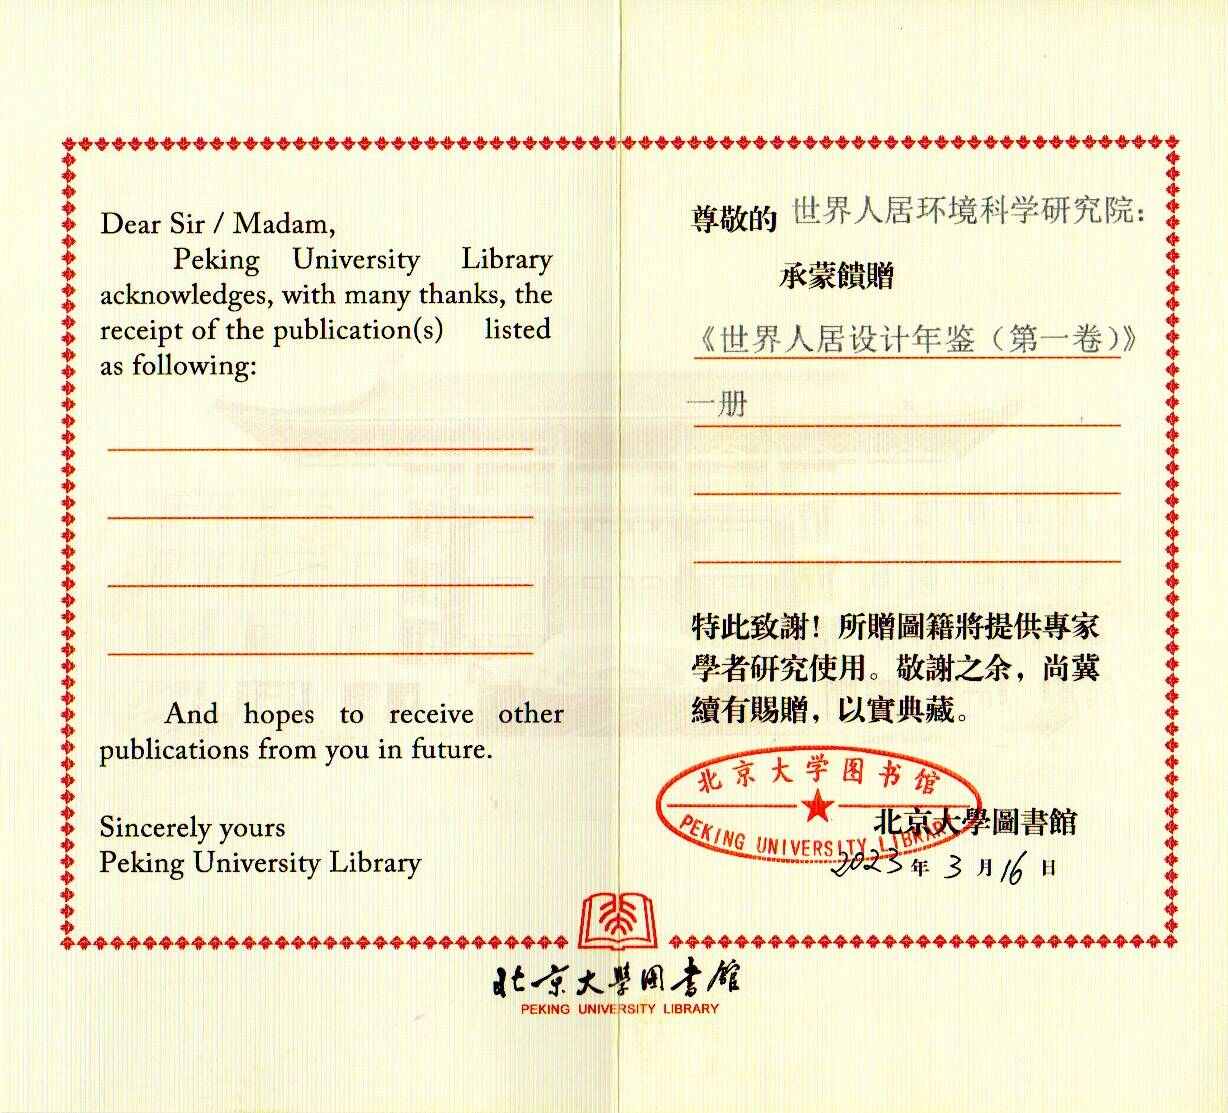 Dear Sir / Madam,
Peking University Library
acknowledges, with many thanks, the
receipt of the publication(s) listed
as following:
And hopes to receive other
publications from you in future.
Sincerely yours
Peking University Library
尊敬的 世界人居环境科学研究院：
承蒙饋贈
《世界人居设计年鉴（第一卷）》
一册
特此致謝！所贈圖籍將提供專家
學者研究使用。敬謝之余，尚冀
續有賜贈，以實典藏。
北京大学图书馆
PEKING UNIVERSITY LIBRARY
北京大學圖書館
2023年3月16日
北京大學圖書館
PEKING UNIVERSITY LIBRARY